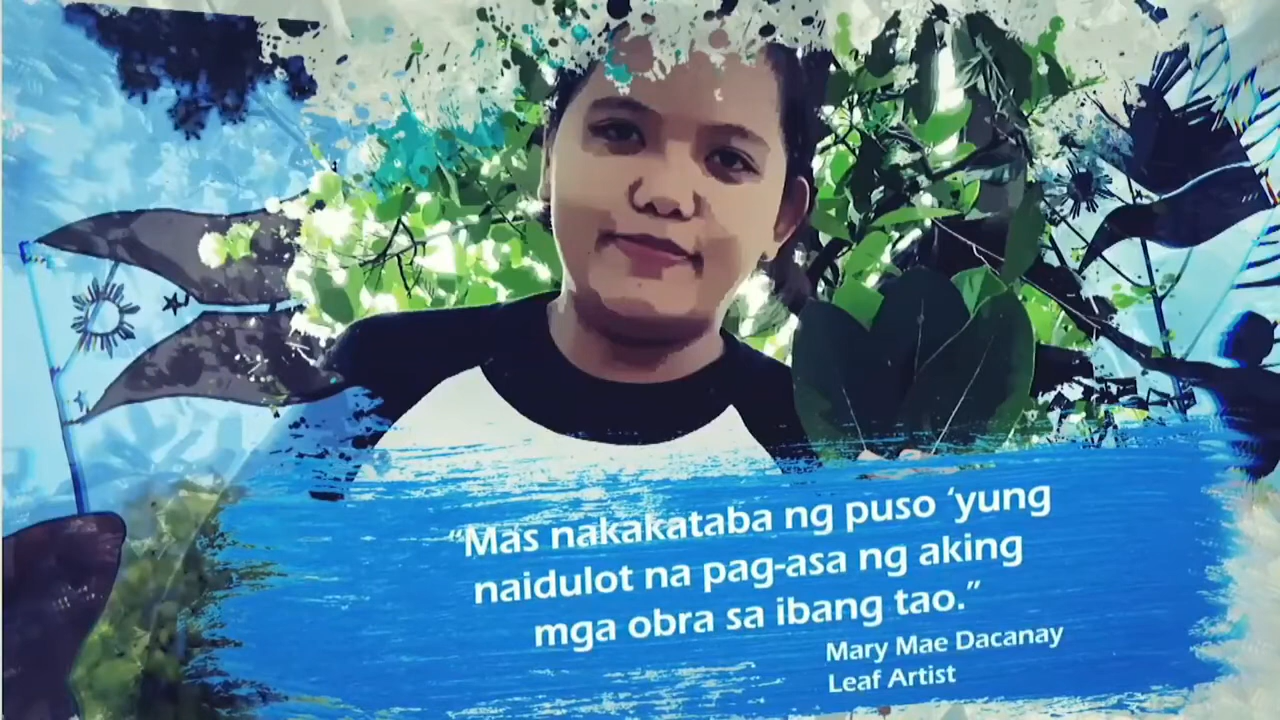 “Mas nakakataba ng puso ‘yung
naidulot na pag-asa ng aking
mga obra sa ibang tao.”
Mary Mae Dacanay
Leaf Artist